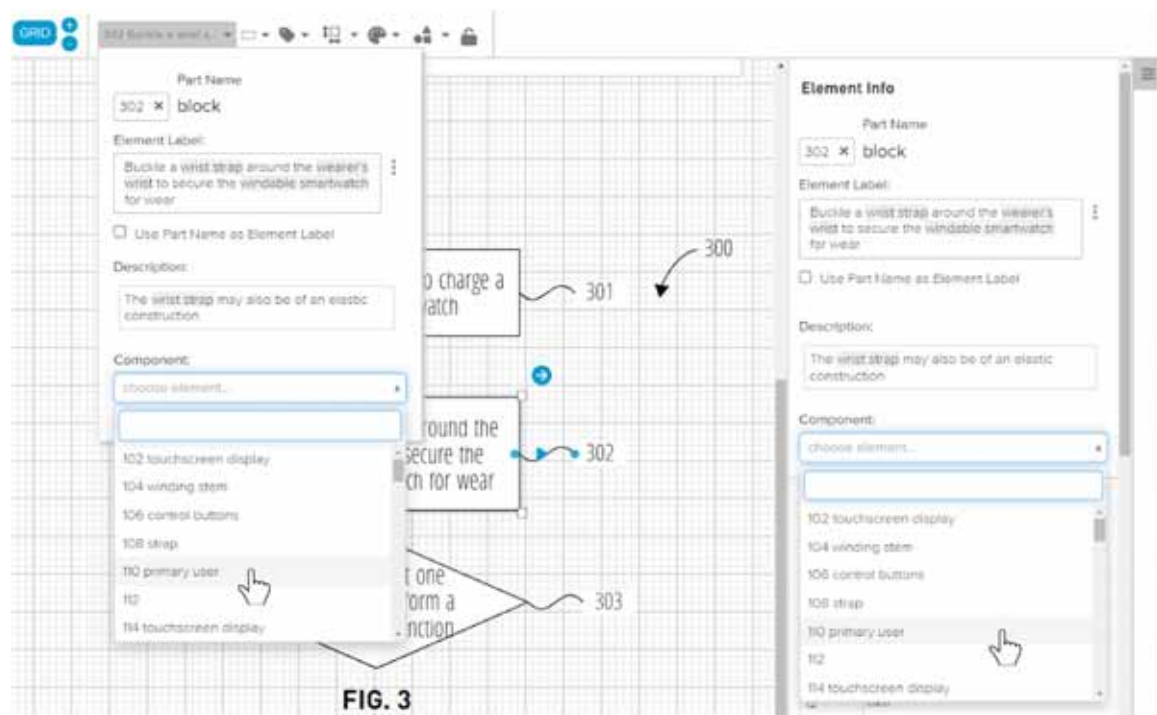 GRID
302 Buckle a wrist s...
Part Name
302 × block
Element Label:
Buckle a wrist strap around the wearer's
wrist to secure the windable smartwatch
for wear
Use Part Name as Element Label
Description:
The wrist strap may also be of an elastic
construction.
Component:
choose element...
102 touchscreen display
104 winding stem
106 control buttons
108 strap
110 primary user
112
114 touchscreen display
300
o charge a
atch
301
ound the
secure the
ch for wear
302
t one
form a
nction
303
FIG. 3
Element Info
Part Name
302 × block
Element Label:
Buckle a wrist strap around the wearer's
wrist to secure the windable smartwatch
for wear
Use Part Name as Element Label
Description:
The wrist strap may also be of an elastic
construction.
Component:
choose element...
102 touchscreen display
104 winding stem
106 control buttons
108 strap
110 primary user
112
114 touchscreen display